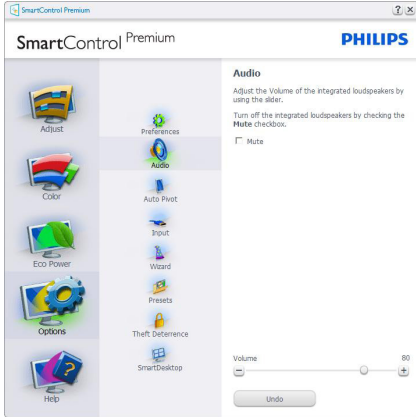 SmartControl Premium
SmartControl Premium
PHILIPS
Adjust
Color
Eco Power
Options
Help
Preferences
Audio
Auto Pivot
Input
Wizard
Presets
Theft Deterrence
SmartDesktop
Audio
Adjust the Volume of the integrated loudspeakers by
using the slider.
Turn off the integrated loudspeakers by checking the
Mute checkbox.
Mute
Volume 80
Undo